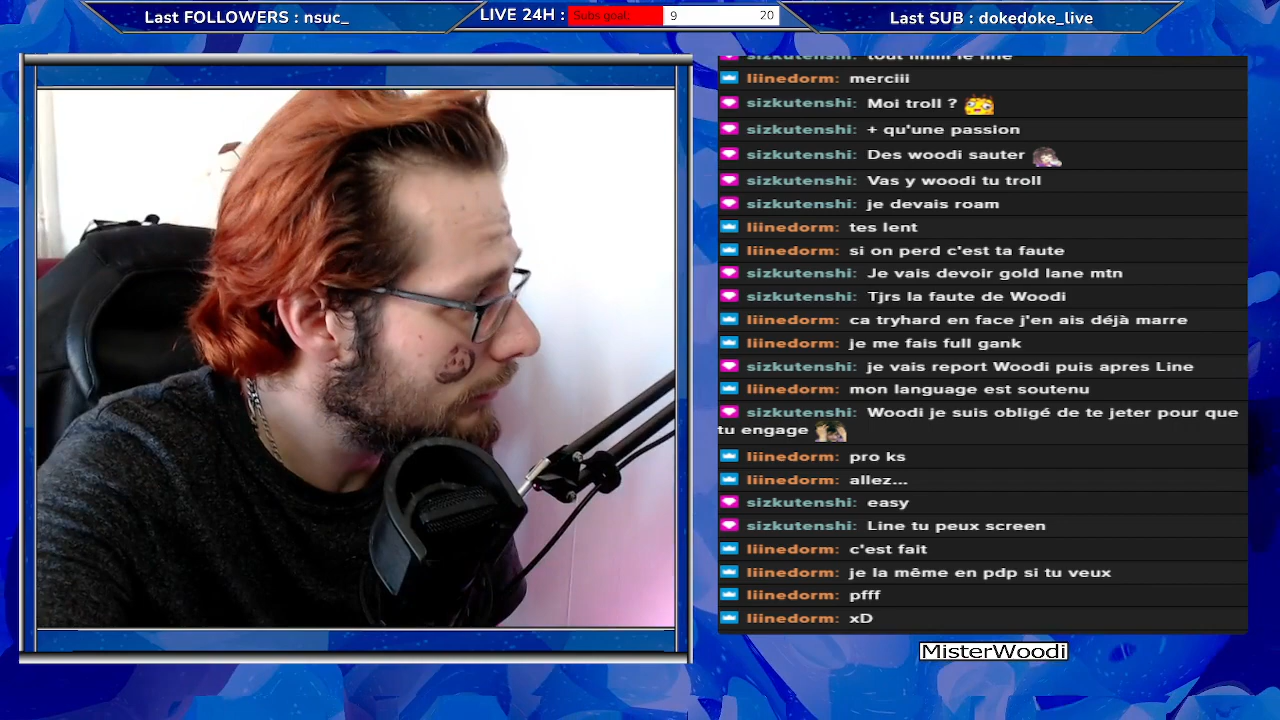 Last FOLLOWERS : nsuc_
LIVE 24H :
Subs goal:
9
20
Last SUB : dokedoke_live
liinedorm: merciii
sizkutenshi: Moi troll ?
sizkutenshi: + qu'une passion
sizkutenshi: Des woodi sauter
sizkutenshi: Vas y woodi tu troll
sizkutenshi: je devais roam
liinedorm: tes lent
liinedorm: si on perd c'est ta faute
sizkutenshi: Je vais devoir gold lane mtn
sizkutenshi: Tjrs la faute de Woodi
liinedorm: ca tryhard en face j'en ais déjà marre
liinedorm: je me fais full gank
sizkutenshi: je vais report Woodi puis apres Line
liinedorm: mon language est soutenu
sizkutenshi: Woodi je suis obligé de te jeter pour que
tu engage
liinedorm: pro ks
liinedorm: allez...
sizkutenshi: easy
sizkutenshi: Line tu peux screen
liinedorm: c'est fait
liinedorm: je la même en pdp si tu veux
liinedorm: pfff
liinedorm: xD
MisterWoodi